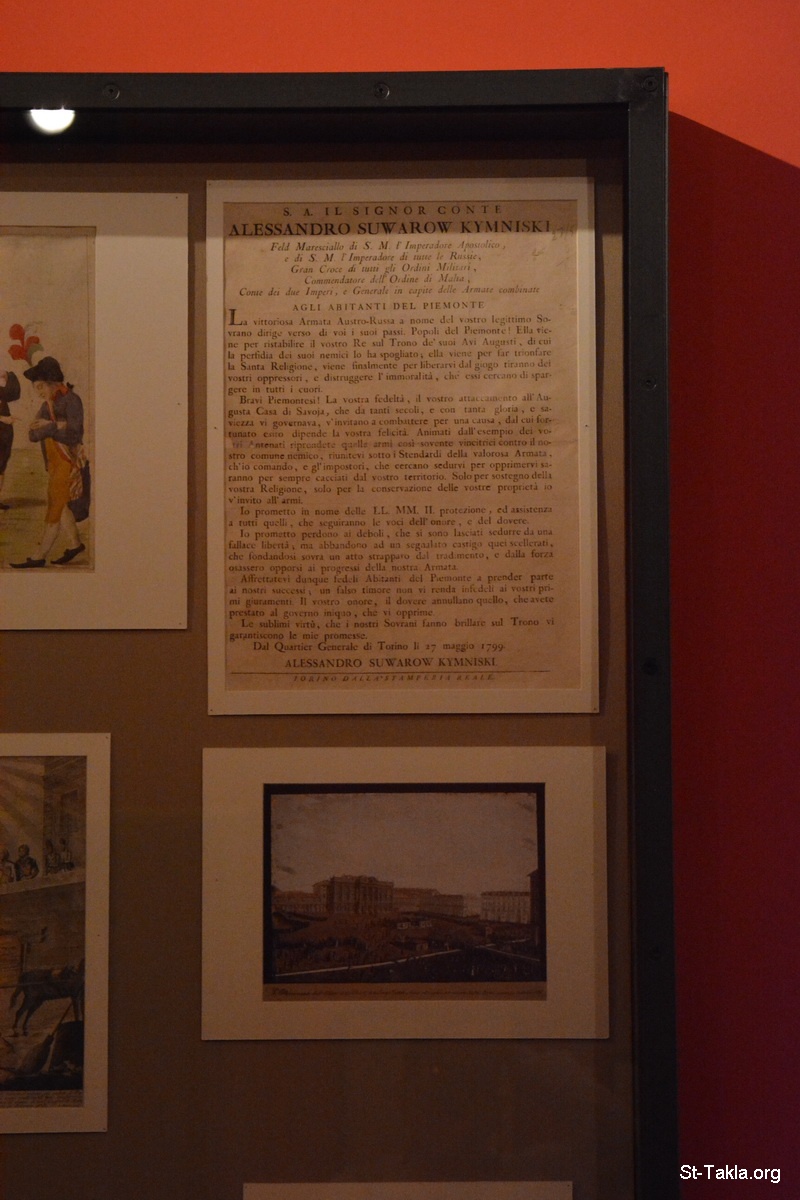 S. A. IL SIGNOR CONTE
ALESSANDRO SUWAROW KYMNISKI
Feld Maresciallo di S. M. l'Imperadore Apostolico,
e di S. M. l'Imperadore di tutte le Russie,
Gran Croce di tutti gli Ordini Militari,
Commendatore dell'Ordine di Malta,
Conte dei due Imperi, e Generale in capite delle Armate combinate
AGLI ABITANTI DEL PIEMONTE
La vittoriosa Armata Austro-Russa a nome del vostro legittimo So-
vrano dirige verso di voi i suoi passi. Popoli del Piemonte! Ella vie-
ne per ristabilire il vostro Re sul Trono de' suoi Avi Augusti, di cui
la perfidia dei suoi nemici lo ha spogliato; ella viene per far trionfare
la Santa Religione, viene finalmente per liberarvi dal giogo tiranno dei
vostri oppressori, e distruggere l'immoralità, che essi cercano di spar-
gere in tutti i cuori.
Bravi Piemontesi! La vostra fedeltà, il vostro attaccamento all'Au-
gusta Casa di Savoja, che da tanti secoli, e con tanta gloria, e sa-
viezza vi governava, v'invitano a combattere per una causa, dal cui for-
tunato esito dipende la vostra felicità. Animati dall'esempio dei vo-
Antenati riprendete quelle armi così sovente vincitrici contro il no-
stro comune nemico, riunitevi sotto i Stendardi della valorosa Armata,
ch'io comando, e gl'impostori, che cercano sedurvi per opprimervi sa-
ranno per sempre cacciati dal vostro territorio. Solo per sostegno della
vostra Religione, solo per la conservazione delle vostre proprietà io
v'invito all'armi.
Io prometto in nome delle LL. MM. II. protezione, ed assistenza
a tutti quelli, che seguiranno le voci dell'onore, e del dovere.
Io prometto perdono ai deboli, che si sono lasciati sedurre da una
fallace libertà; ma abbandono ad un segnalato castigo quei scellerati,
che fondandosi sovra un atto strappato dal tradimento, e dalla forza
osassero opporsi ai progressi della nostra Armata.
Affrettatevi dunque fedeli Abitanti del Piemonte a prender parte
ai nostri successi; un falso timore non vi renda infedeli ai vostri pri-
mi giuramenti. Il vostro onore, il dovere annullano quello, che avete
prestato al governo iniquo, che vi opprime.
Le sublimi virtù, che i nostri Sovrani fanno brillare sul Trono vi
garantiscono le mie promesse.
Dal Quartier Generale di Torino li 27 maggio 1799.
ALESSANDRO SUWAROW KYMNISKI.
TORINO DALLA STAMPERIA REALE.
St-Takla.org